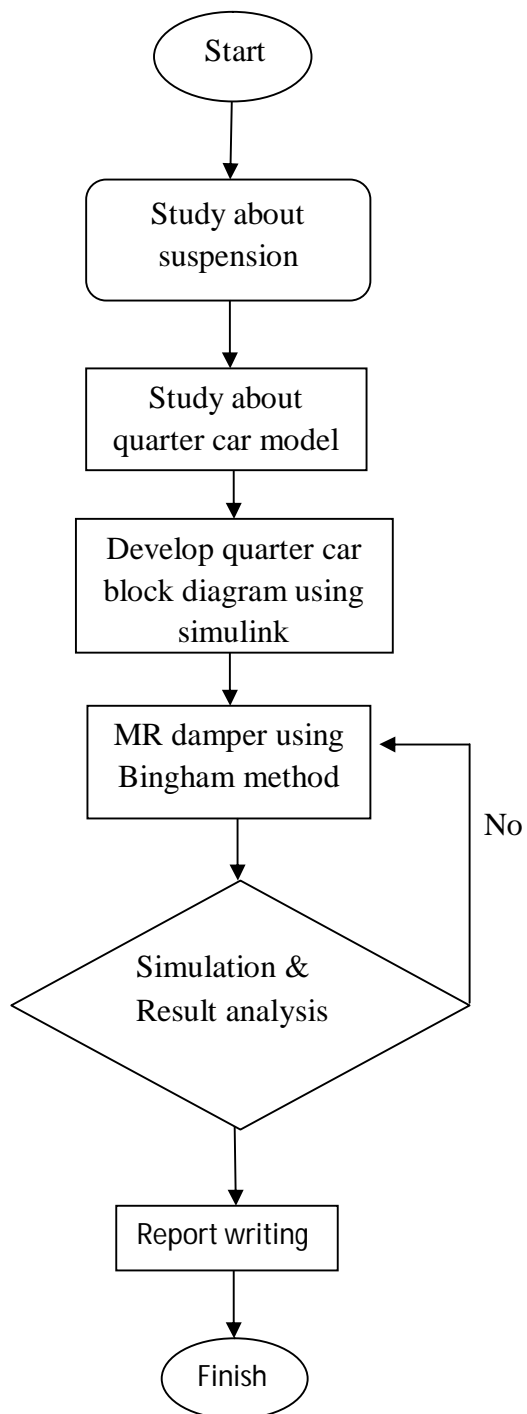 Start
Study about
suspension
Study about
quarter car model
Develop quarter car
block diagram using
simulink
MR damper using
Bingham method
No
Simulation &
Result analysis
Report writing
Finish